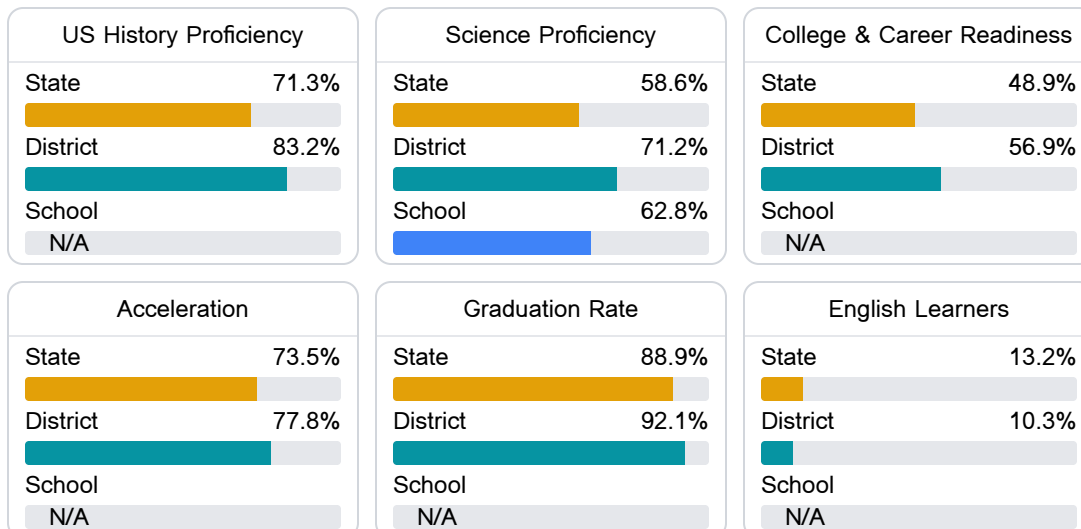 US History Proficiency
State 71.3%
District 83.2%
School
N/A
Science Proficiency
State 58.6%
District 71.2%
School 62.8%
College & Career Readiness
State 48.9%
District 56.9%
School
N/A
Acceleration
State 73.5%
District 77.8%
School
N/A
Graduation Rate
State 88.9%
District 92.1%
School
N/A
English Learners
State 13.2%
District 10.3%
School
N/A